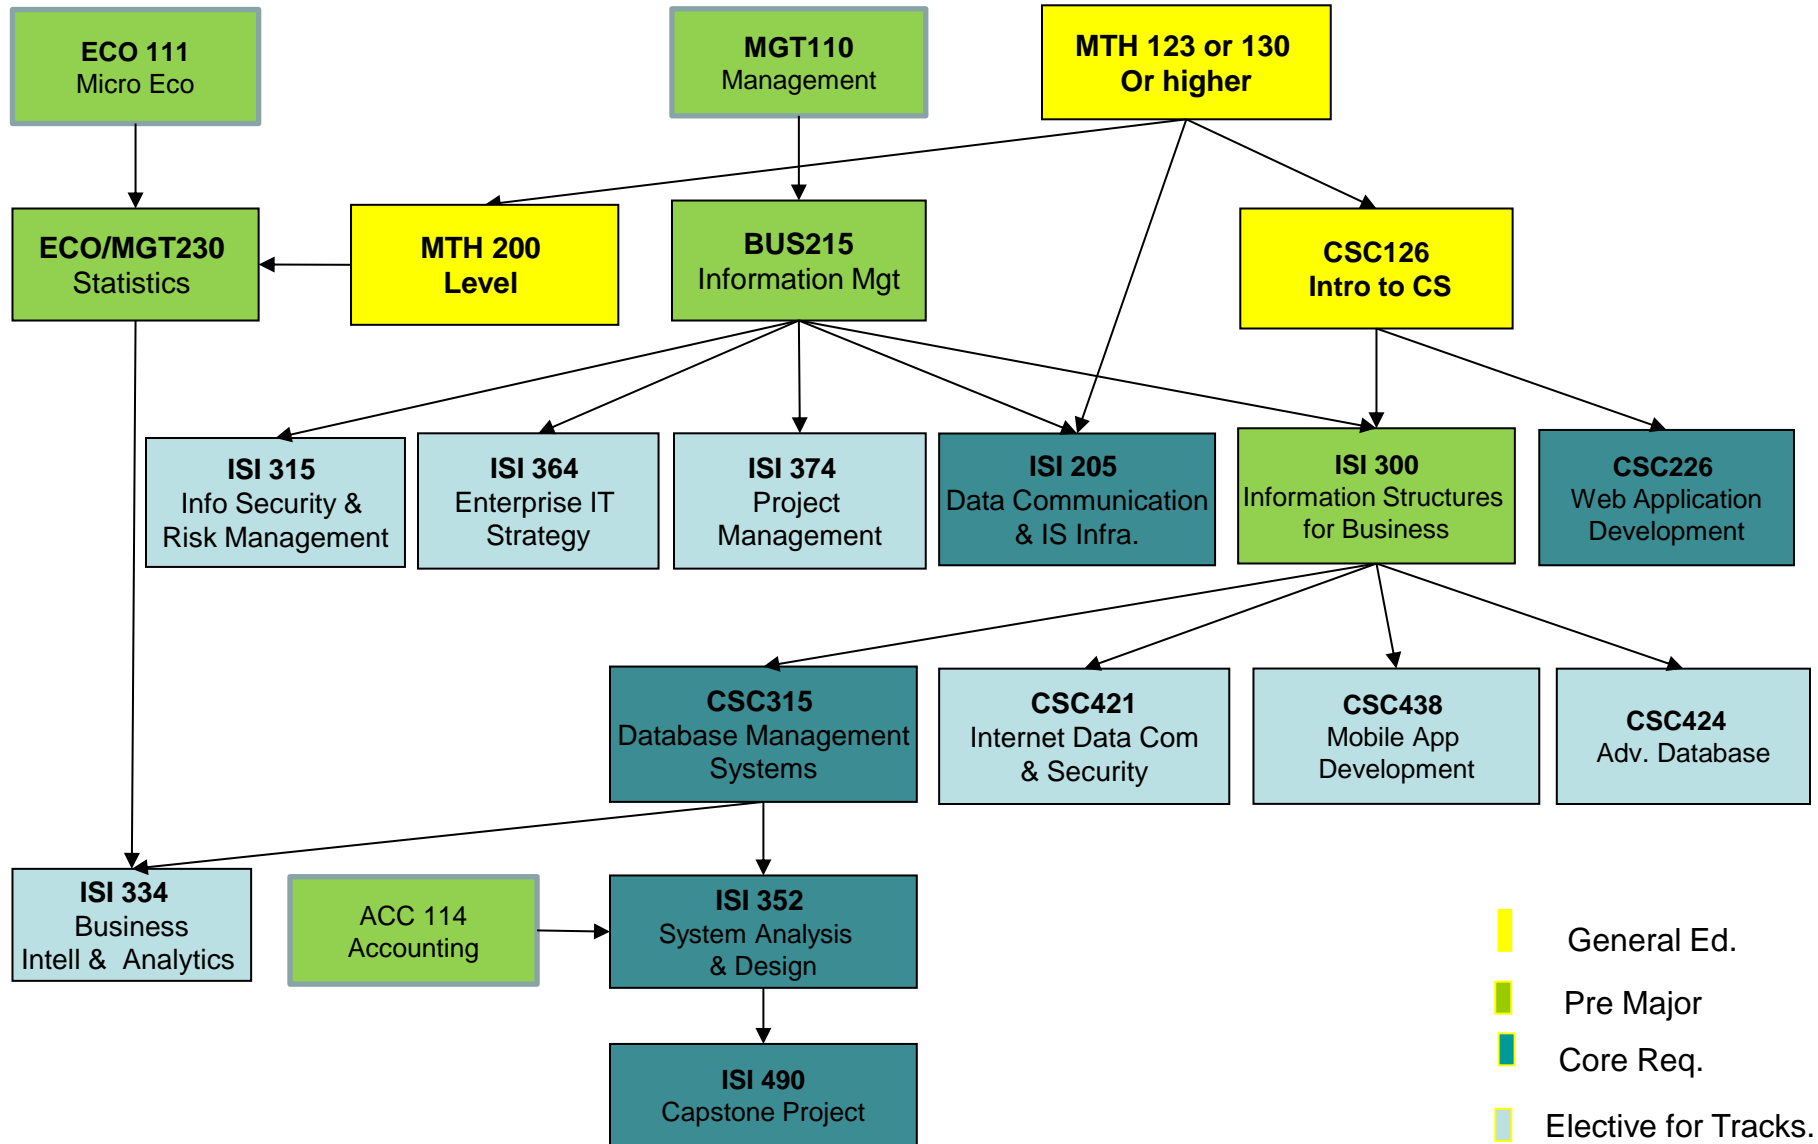 ECO 111
Micro Eco
MGT110
Management
MTH 123 or 130
Or higher
ECO/MGT230
Statistics
MTH 200
Level
BUS215
Information Mgt
CSC126
Intro to CS
ISI 315
Info Security &
Risk Management
ISI 364
Enterprise IT
Strategy
ISI 374
Project
Management
ISI 205
Data Communication
& IS Infra.
ISI 300
Information Structures
for Business
CSC226
Web Application
Development
CSC315
Database Management
Systems
CSC421
Internet Data Com
& Security
CSC438
Mobile App
Development
CSC424
Adv. Database
ISI 334
Business
Intell & Analytics
ACC 114
Accounting
ISI 352
System Analysis
& Design
ISI 490
Capstone Project
General Ed.
Pre Major
Core Req.
Elective for Tracks.